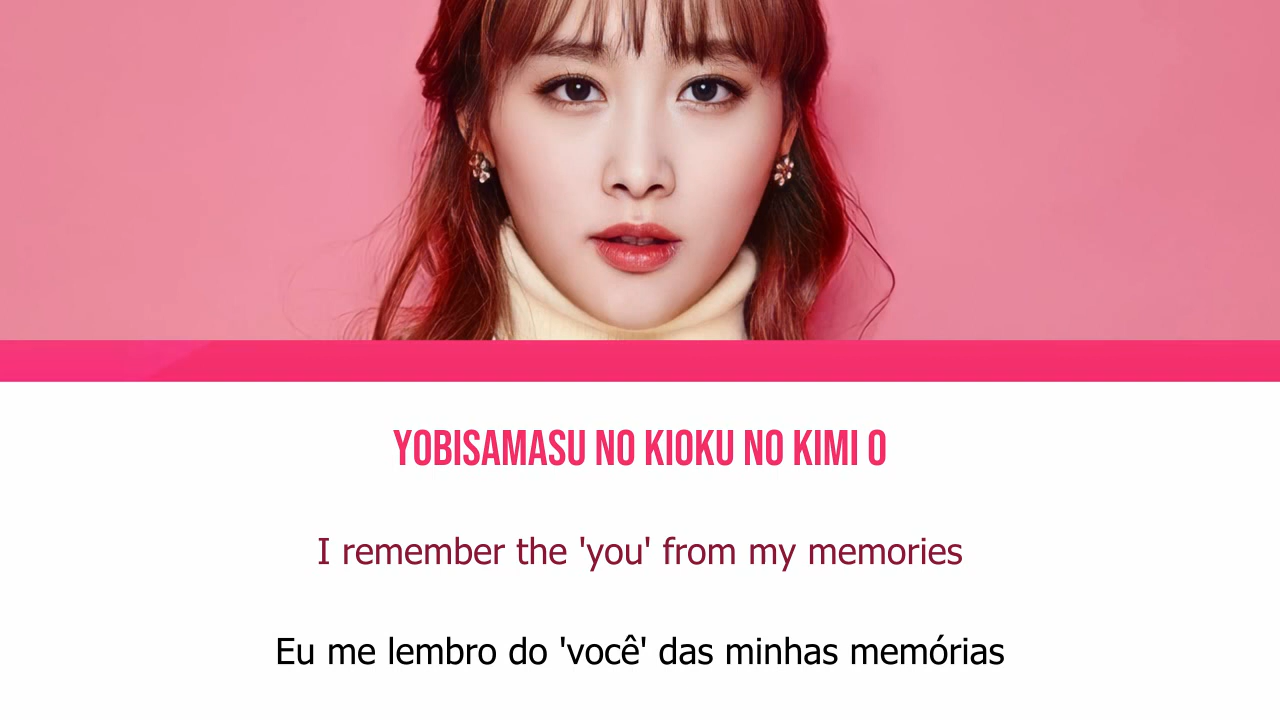 YOBISAMASU NO KIOKU NO KIMI O
I remember the 'you' from my memories
Eu me lembro do 'você' das minhas memórias